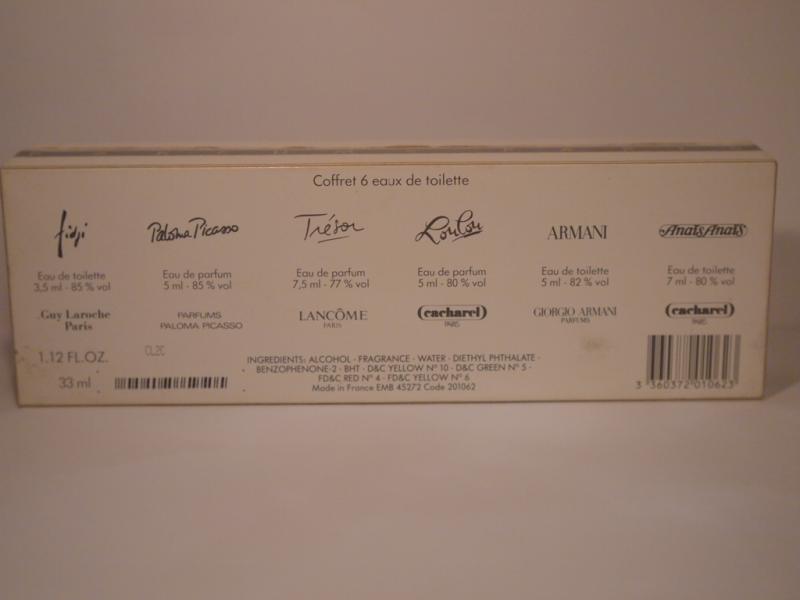 Coffret 6 eaux de toilette
fidji
Eau de toilette
3,5 ml - 85 % vol
Guy Laroche
Paris
Paloma Picasso
Eau de parfum
5 ml - 85 % vol
PARFUMS
PALOMA PICASSO
Trésor
Eau de parfum
7,5 ml - 77 % vol
LANCÔME
PARIS
Loulou
Eau de parfum
5 ml - 80 % vol
cacharel
PARIS
ARMANI
Eau de toilette
5 ml - 82 % vol
GIORGIO ARMANI
PARFUMS
Anaïs Anaïs
Eau de toilette
7 ml - 80 % vol
cacharel
PARIS
1.12 FL.OZ.
33 ml
INGREDIENTS: ALCOHOL - FRAGRANCE - WATER - DIETHYL PHTHALATE -
BENZOPHENONE-2 - BHT - D&C YELLOW N° 10 - D&C GREEN N° 5 -
FD&C RED N° 4 - FD&C YELLOW N° 6
Made in France EMB 45272 Code 201062
3 360372 010623